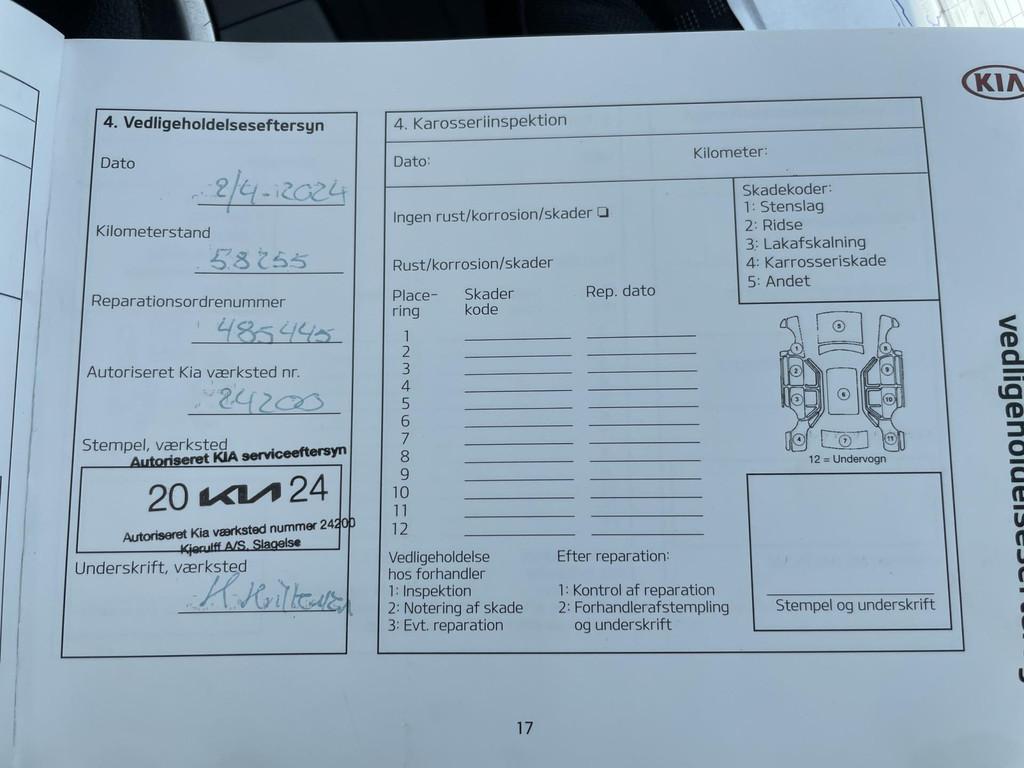 KIA
4. Vedligeholdelseseftersyn
Dato
2/4-2024
Kilometerstand
58255
Reparationsordrenummer
485445
Autoriseret Kia værksted nr.
24200
Stempel, værksted
Autoriseret KIA serviceeftersyn
20 KIA 24
Autoriseret Kia værksted nummer 24200
Kjerulff A/S, Slagelse
Underskrift, værksted
4. Karosseriinspektion
Dato:
Kilometer:
Ingen rust/korrosion/skader
Skadekoder:
1: Stenslag
2: Ridse
3: Lakafskalning
4: Karrosseriskade
5: Andet
Rust/korrosion/skader
Place-
ring
Skader
kode
Rep. dato
1
2
3
4
5
6
7
8
9
10
11
12
12 = Undervogn
Vedligeholdelse
hos forhandler
1: Inspektion
2: Notering af skade
3: Evt. reparation
Efter reparation:
1: Kontrol af reparation
2: Forhandlerafstempling
og underskrift
Stempel og underskrift
17